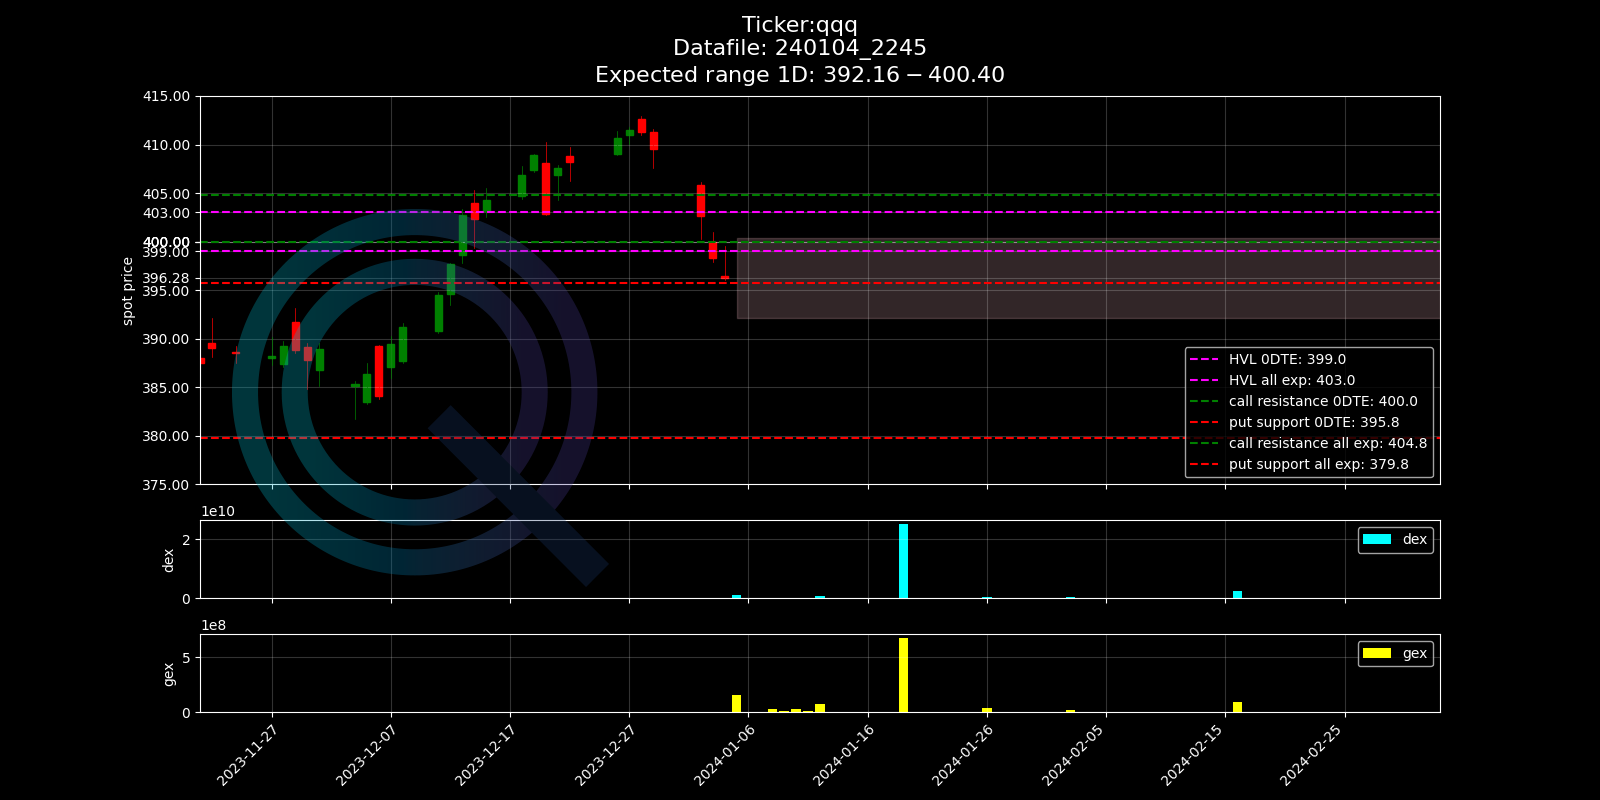 Ticker:qqq
Datafile: 240104_2245
Expected range 1D: 392.16 − 400.40
415.00
410.00
405.00
403.00
400.00
399.00
396.28
395.00
390.00
385.00
380.00
375.00
spot price
HVL 0DTE: 399.0
HVL all exp: 403.0
call resistance 0DTE: 400.0
put support 0DTE: 395.8
call resistance all exp: 404.8
put support all exp: 379.8
1e10
2
0
dex
dex
1e8
5
0
gex
gex
2023-11-27
2023-12-07
2023-12-17
2023-12-27
2024-01-06
2024-01-16
2024-01-26
2024-02-05
2024-02-15
2024-02-25